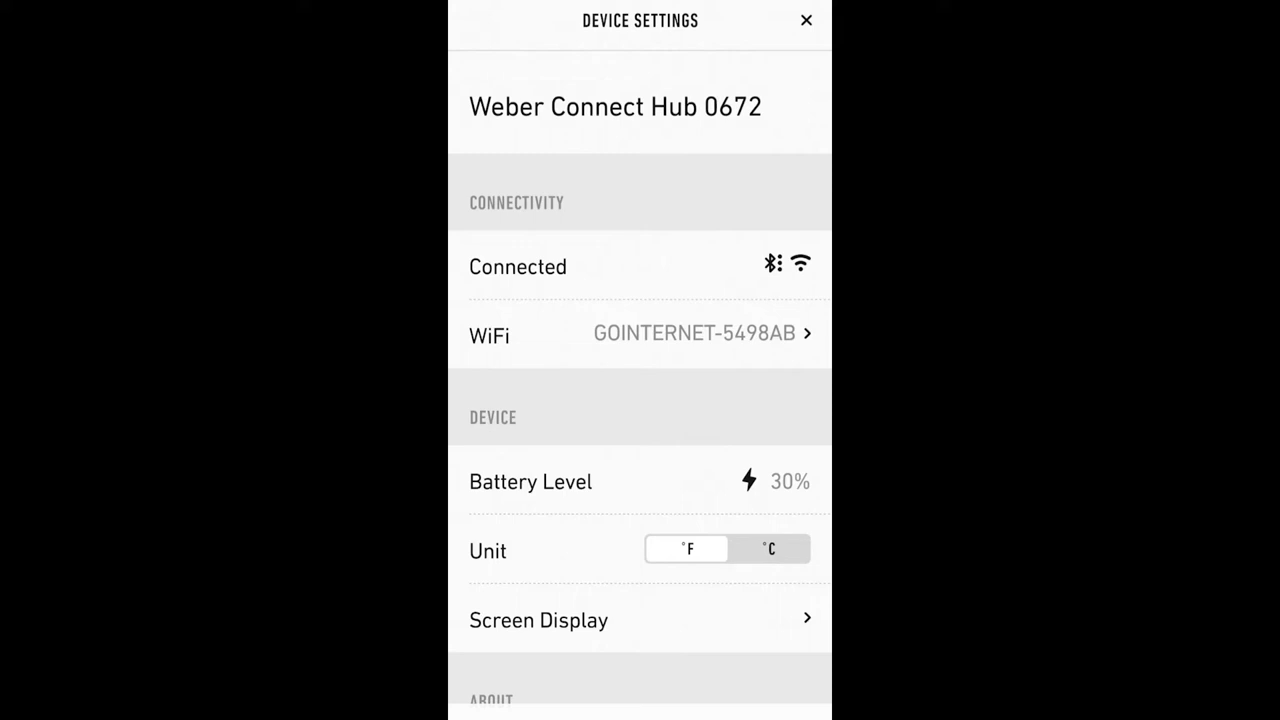 DEVICE SETTINGS
Weber Connect Hub 0672
CONNECTIVITY
Connected
WiFi GOINTERNET-5498AB
DEVICE
Battery Level 30%
Unit °F °C
Screen Display
ABOUT